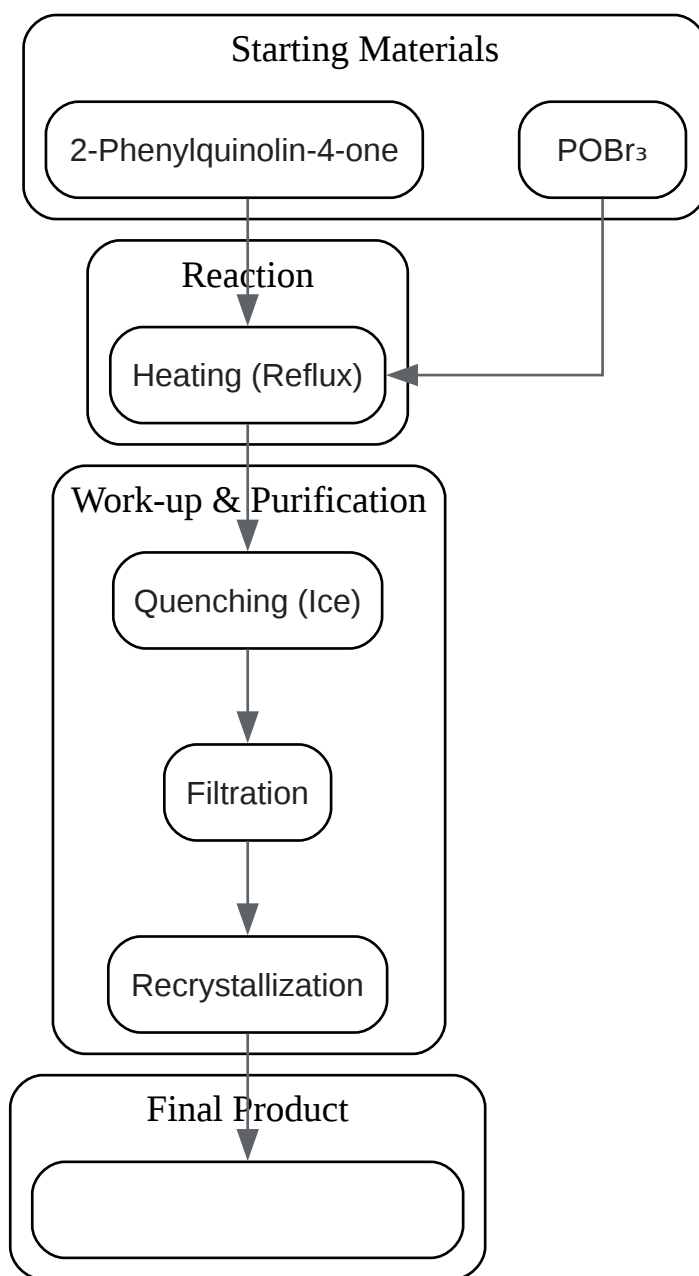 Starting Materials
2-Phenylquinolin-4-one
POBr₃
Reaction
Heating (Reflux)
Work-up & Purification
Quenching (Ice)
Filtration
Recrystallization
Final Product